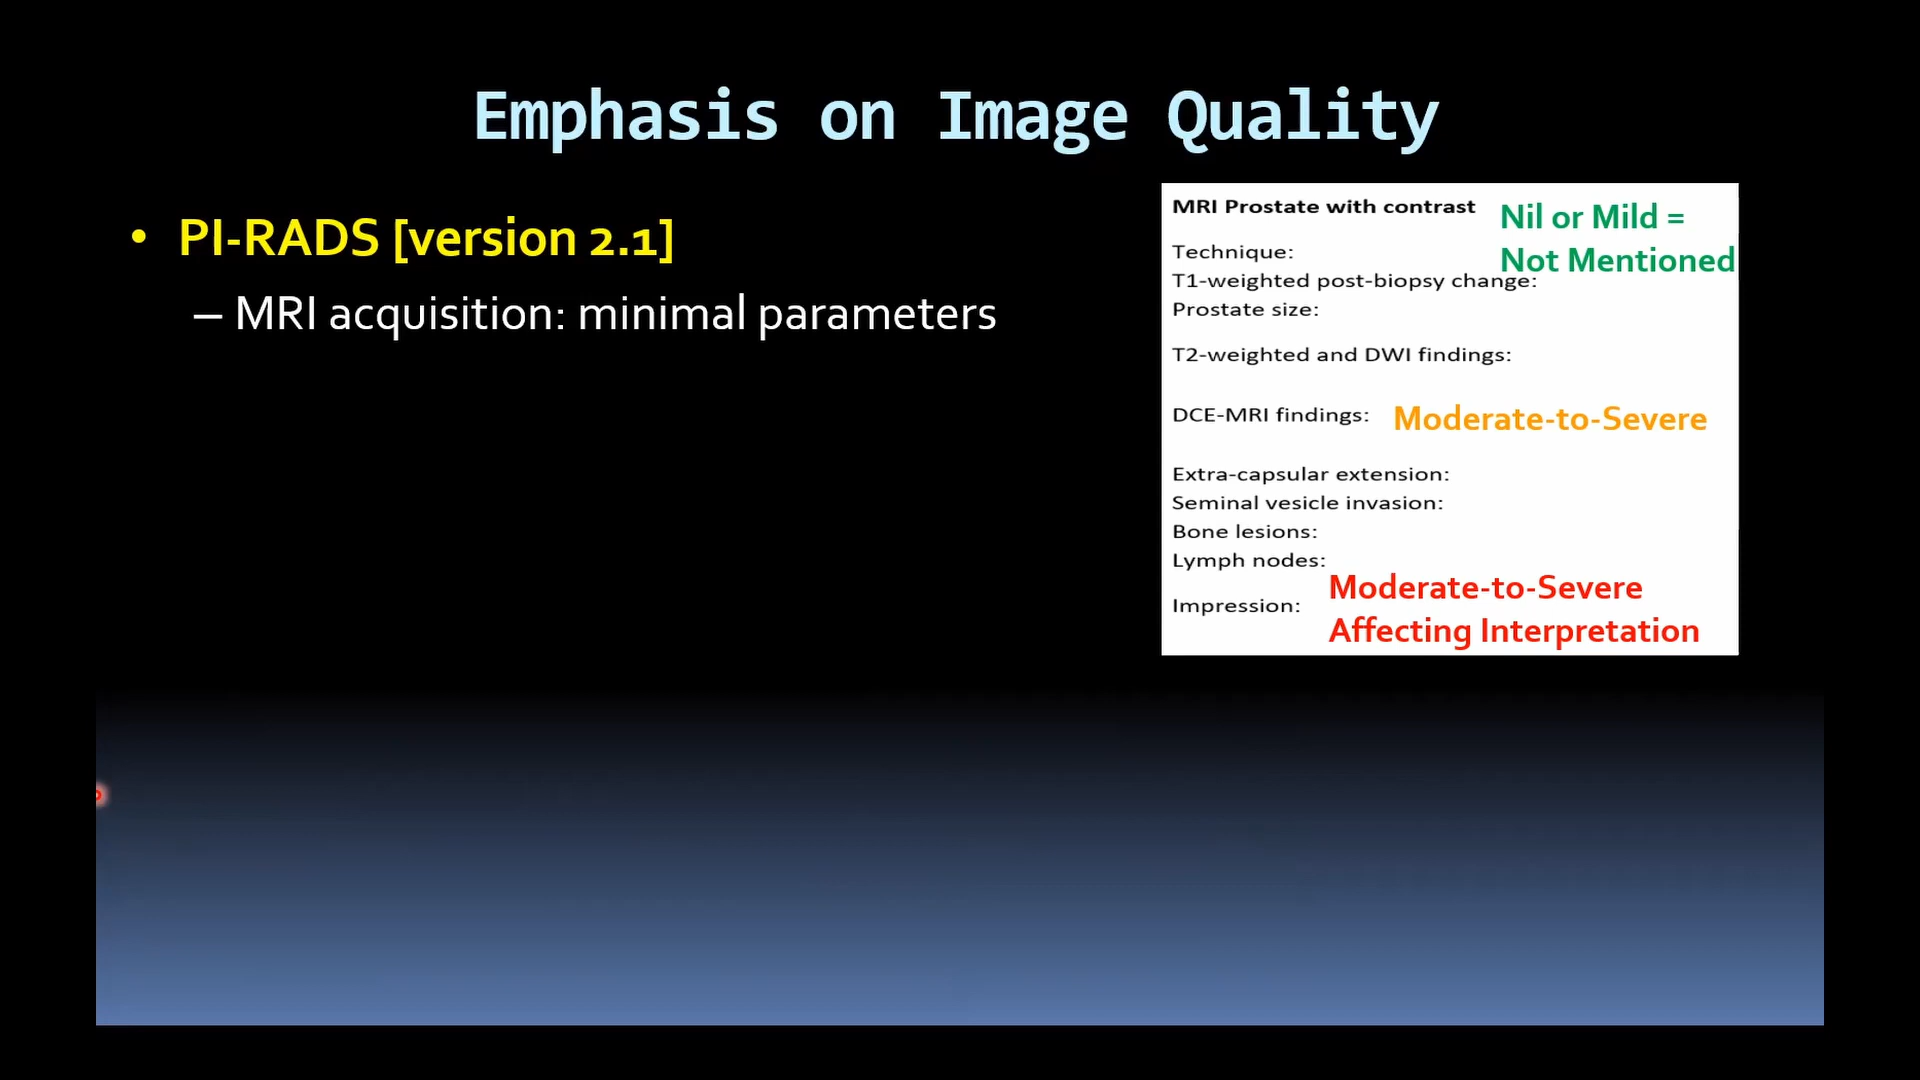 Emphasis on Image Quality
• PI-RADS [version 2.1]
– MRI acquisition: minimal parameters
MRI Prostate with contrast
Nil or Mild =
Not Mentioned
Technique:
T1-weighted post-biopsy change:
Prostate size:
T2-weighted and DWI findings:
DCE-MRI findings: Moderate-to-Severe
Extra-capsular extension:
Seminal vesicle invasion:
Bone lesions:
Lymph nodes:
Impression: Moderate-to-Severe
Affecting Interpretation